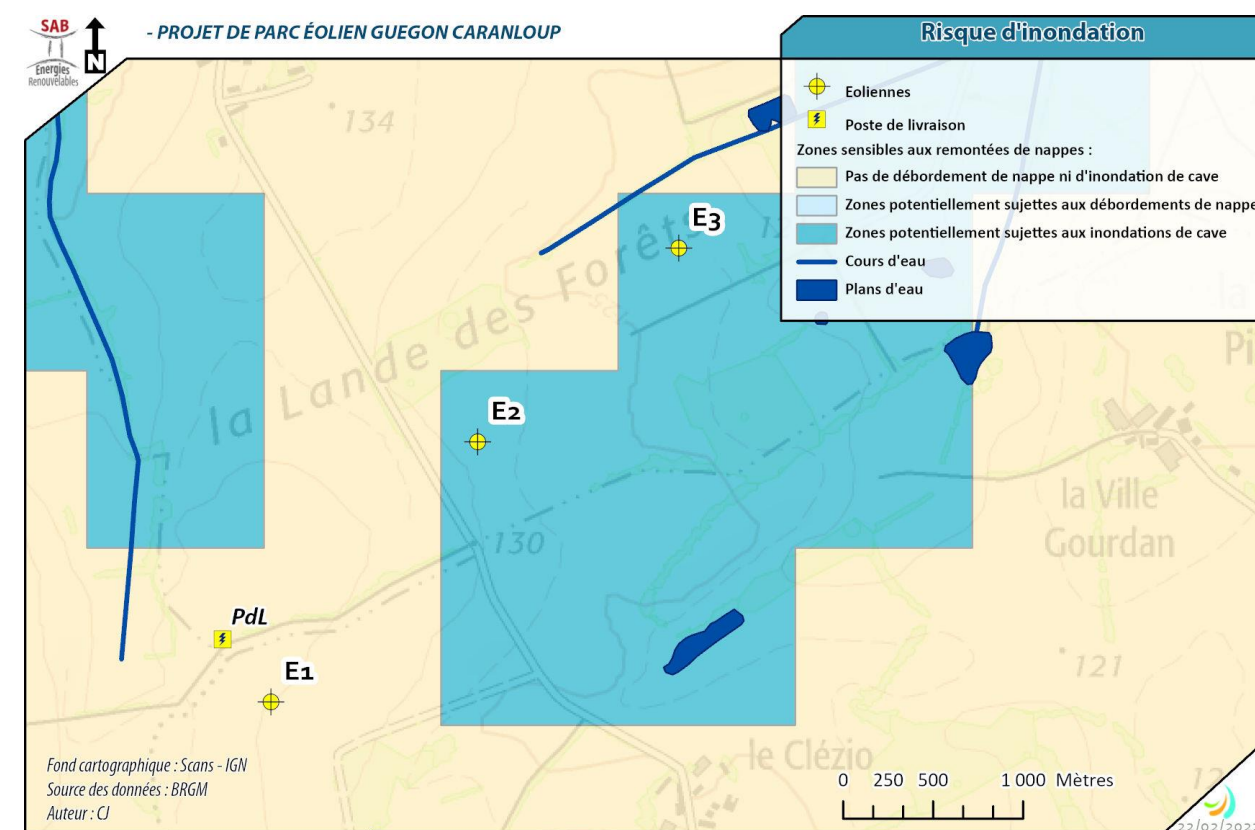 SAB
Energies
Renouvelables
N
- PROJET DE PARC ÉOLIEN GUEGON CARANLOUP
Risque d'inondation
Eoliennes
Poste de livraison
Zones sensibles aux remontées de nappes :
Pas de débordement de nappe ni d'inondation de cave
Zones potentiellement sujettes aux débordements de nappe
Zones potentiellement sujettes aux inondations de cave
Cours d'eau
Plans d'eau
134
E3
la Lande des Forêts
E2
130
la Ville
Gourdan
PdL
E1
121
le Clézio
Fond cartographique : Scans - IGN
Source des données : BRGM
Auteur : CJ
0 250 500 1 000 Mètres